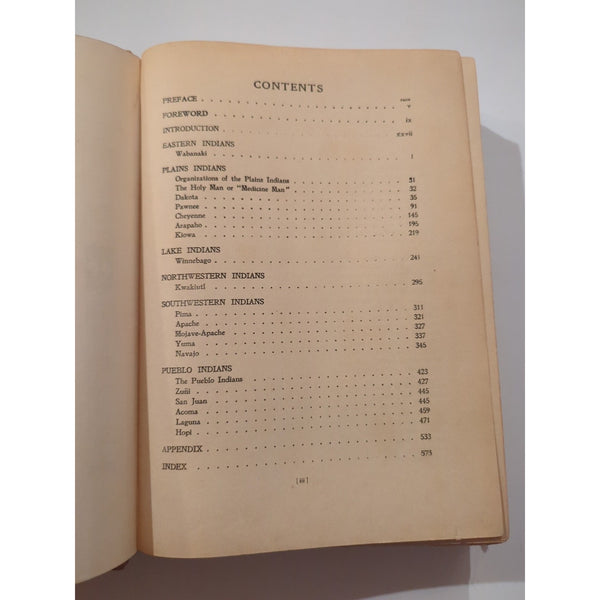 CONTENTS
PAGE
PREFACE v
FOREWORD ix
INTRODUCTION xxvii
EASTERN INDIANS
Wabanaki 1
PLAINS INDIANS
Organizations of the Plains Indians 31
The Holy Man or "Medicine Man" 32
Dakota 35
Pawnee 91
Cheyenne 145
Arapaho 195
Kiowa 219
LAKE INDIANS
Winnebago 241
NORTHWESTERN INDIANS
Kwakiutl 295
SOUTHWESTERN INDIANS
Pima 311
Apache 321
Mojave-Apache 327
Yuma 337
Navajo 345
PUEBLO INDIANS 423
The Pueblo Indians 427
Zuñi 445
San Juan 445
Acoma 459
Laguna 471
Hopi
APPENDIX 533
INDEX 573